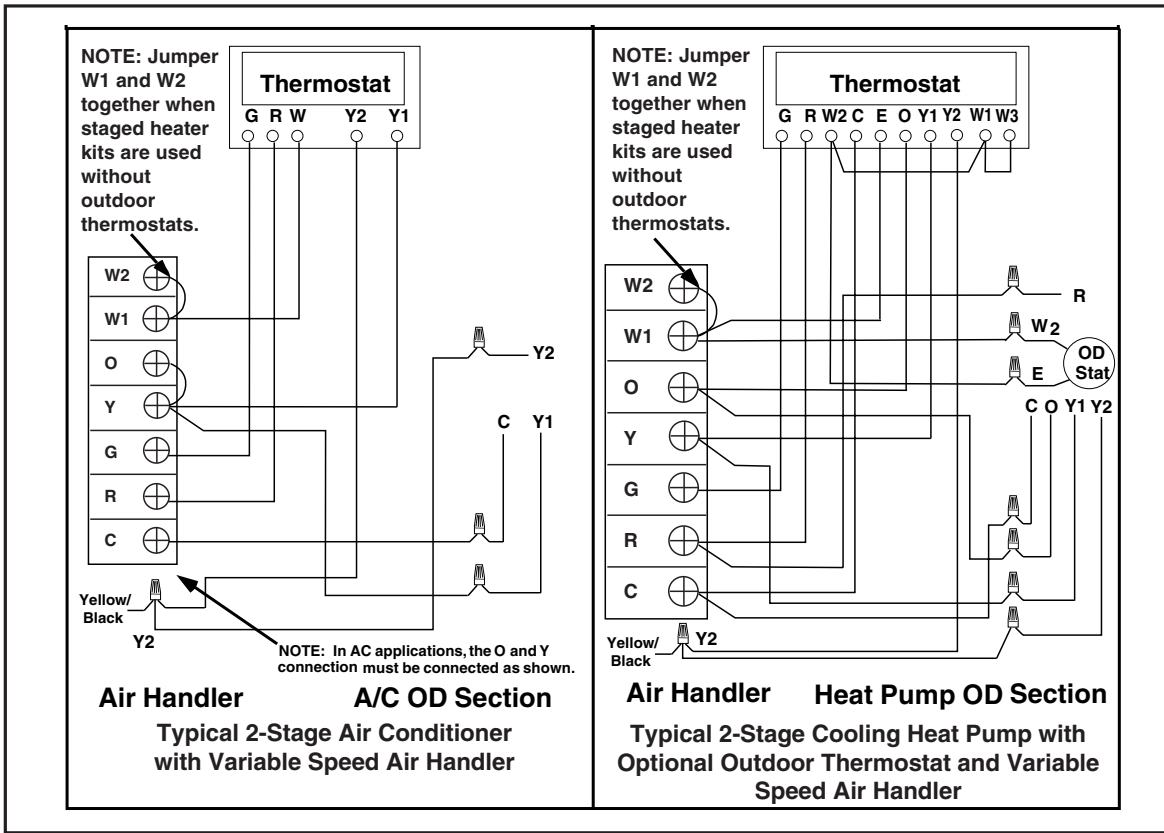 NOTE: Jumper
W1 and W2
together when
staged heater
kits are used
without
outdoor
thermostats.
Thermostat
G R W Y2 Y1
W2
W1
O
Y
G
R
C
Y2
C Y1
Yellow/
Black
Y2
NOTE: In AC applications, the O and Y
connection must be connected as shown.
Air Handler A/C OD Section
Typical 2-Stage Air Conditioner
with Variable Speed Air Handler
NOTE: Jumper
W1 and W2
together when
staged heater
kits are used
without
outdoor
thermostats.
Thermostat
G R W2 C E O Y1 Y2 W1 W3
W2
W1
O
Y
G
R
C
R
W2
OD
Stat
E
C O Y1 Y2
Yellow/
Black
Y2
Air Handler Heat Pump OD Section
Typical 2-Stage Cooling Heat Pump with
Optional Outdoor Thermostat and Variable
Speed Air Handler